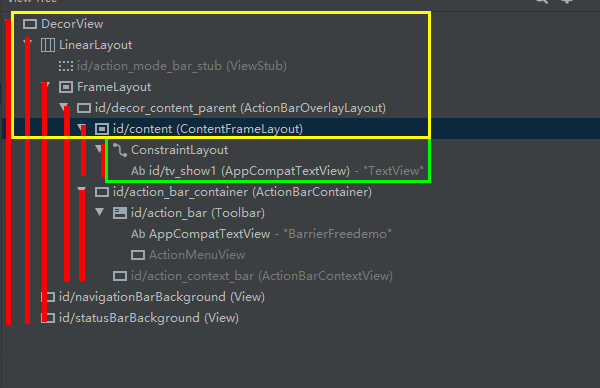 View Tree
DecorView
LinearLayout
id/action_mode_bar_stub (ViewStub)
FrameLayout
id/decor_content_parent (ActionBarOverlayLayout)
id/content (ContentFrameLayout)
ConstraintLayout
Ab id/tv_show1 (AppCompatTextView) - "TextView"
id/action_bar_container (ActionBarContainer)
id/action_bar (Toolbar)
Ab AppCompatTextView - "BarrierFreedemo"
ActionMenuView
id/action_context_bar (ActionBarContextView)
id/navigationBarBackground (View)
id/statusBarBackground (View)